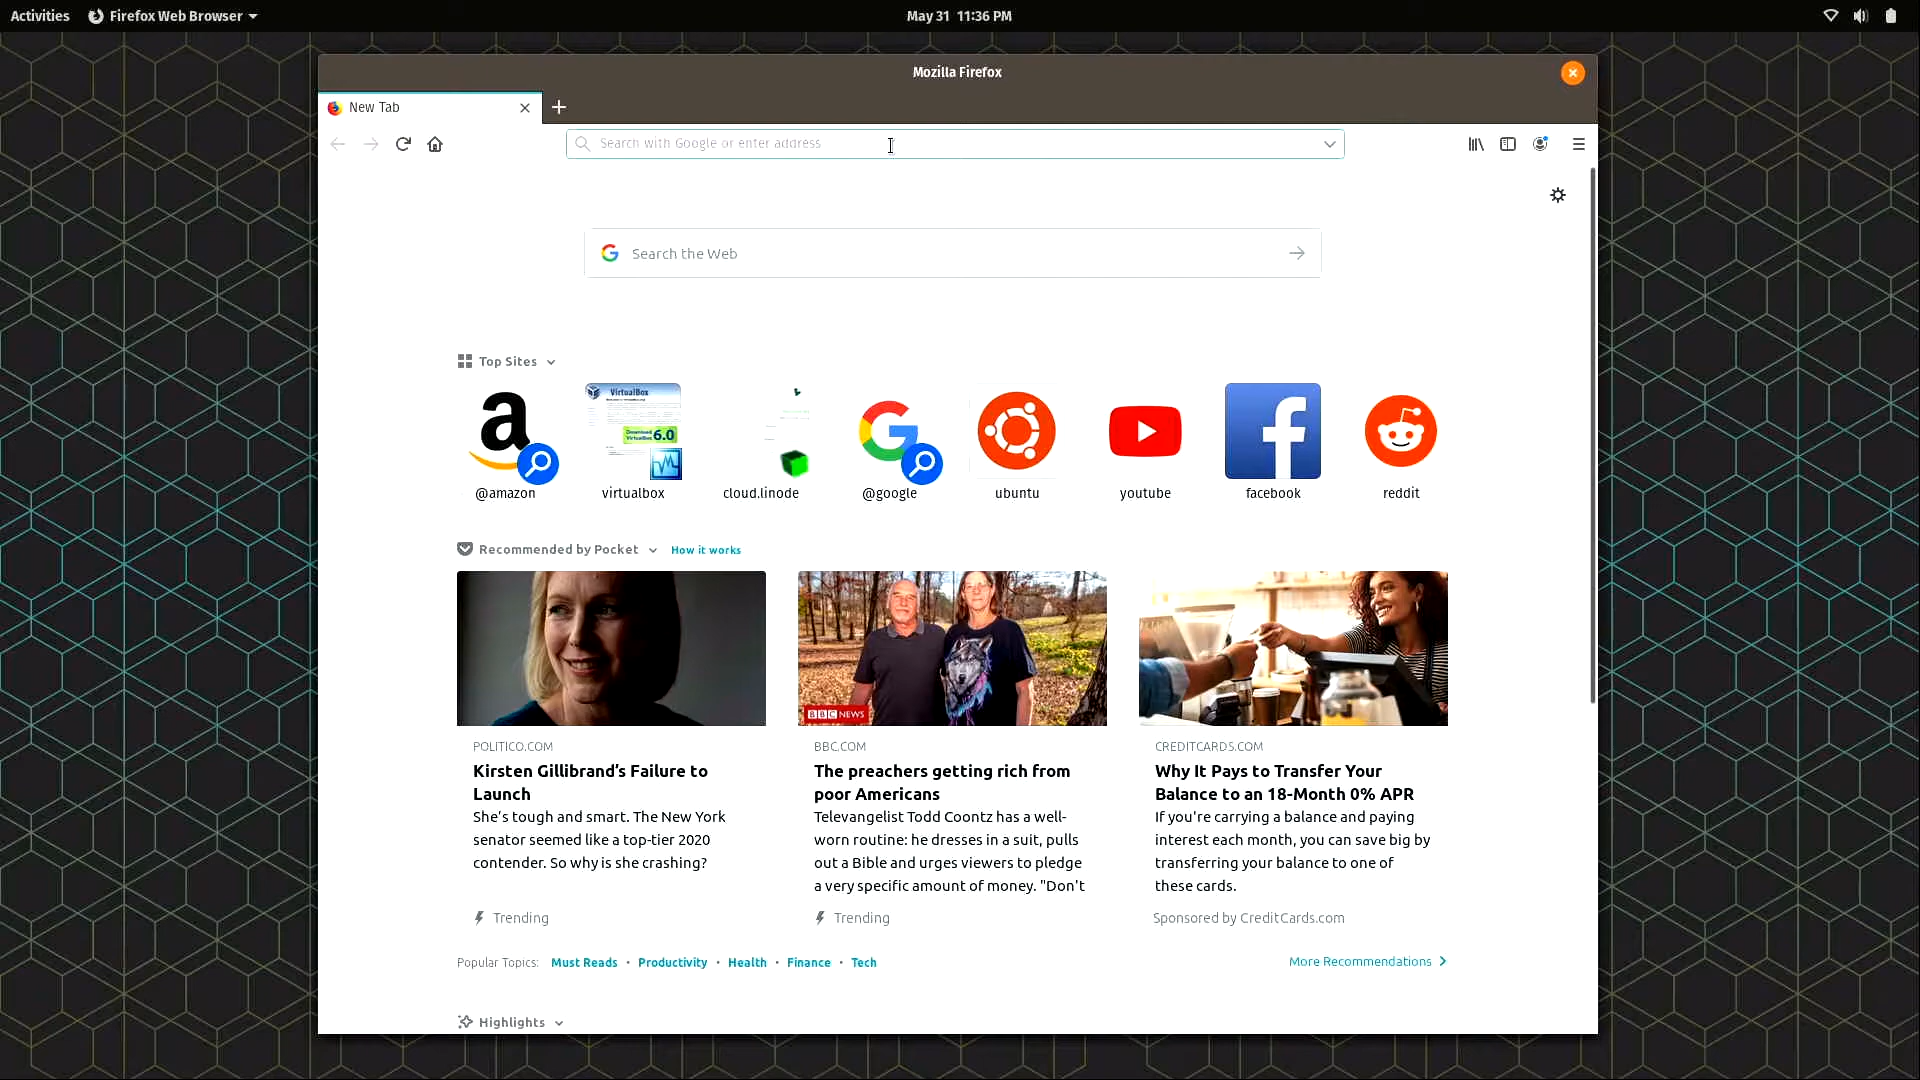 Activities
Firefox Web Browser
May 31 11:36 PM
Mozilla Firefox
New Tab
Search with Google or enter address
Search the Web
Top Sites
VirtualBox
Download
VirtualBox 6.0
@amazon
virtualbox
cloud.linode
@google
ubuntu
youtube
facebook
reddit
Recommended by Pocket
How it works
BBC NEWS
POLITICO.COM
Kirsten Gillibrand’s Failure to
Launch
She’s tough and smart. The New York
senator seemed like a top-tier 2020
contender. So why is she crashing?
Trending
BBC.COM
The preachers getting rich from
poor Americans
Televangelist Todd Coontz has a well-
worn routine: he dresses in a suit, pulls
out a Bible and urges viewers to pledge
a very specific amount of money. "Don't
Trending
CREDITCARDS.COM
Why It Pays to Transfer Your
Balance to an 18-Month 0% APR
If you're carrying a balance and paying
interest each month, you can save big by
transferring your balance to one of
these cards.
Sponsored by CreditCards.com
Popular Topics: Must Reads · Productivity · Health · Finance · Tech
More Recommendations
Highlights